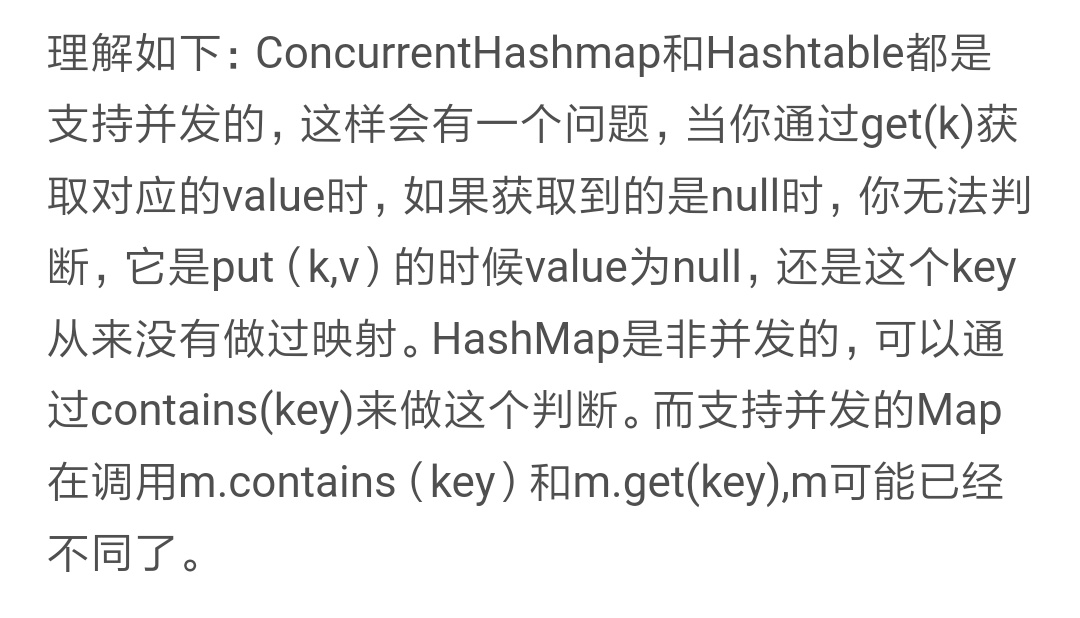 理解如下：ConcurrentHashmap和Hashtable都是
支持并发的，这样会有一个问题，当你通过get(k)获
取对应的value时，如果获取到的是null时，你无法判
断，它是put（k,v）的时候value为null，还是这个key
从来没有做过映射。HashMap是非并发的，可以通
过contains(key)来做这个判断。而支持并发的Map
在调用m.contains（key）和m.get(key),m可能已经
不同了。